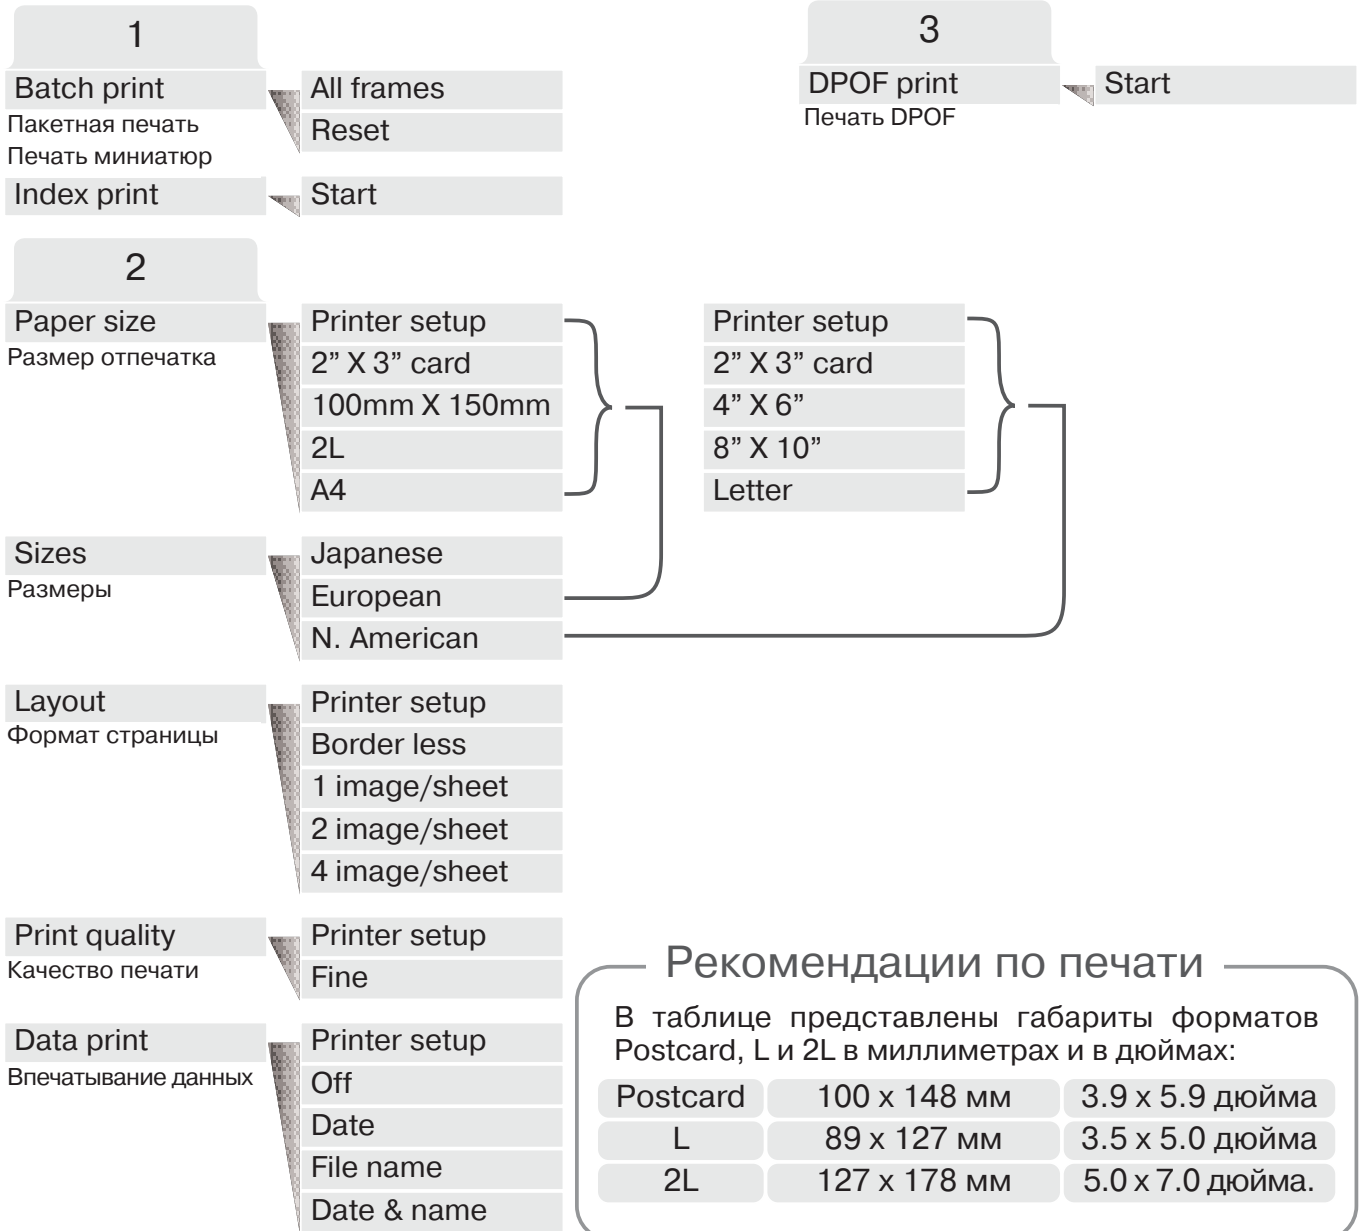 1
Batch print
Пакетная печать
Печать миниатюр
All frames
Reset
Index print
Start
3
DPOF print
Печать DPOF
Start
2
Paper size
Размер отпечатка
Printer setup
2” X 3” card
100mm X 150mm
2L
A4
Printer setup
2” X 3” card
4” X 6”
8” X 10”
Letter
Sizes
Размеры
Japanese
European
N. American
Layout
Формат страницы
Printer setup
Border less
1 image/sheet
2 image/sheet
4 image/sheet
Print quality
Качество печати
Printer setup
Fine
Data print
Впечатывание данных
Printer setup
Off
Date
File name
Date & name
Рекомендации по печати
В таблице представлены габариты форматов
Postcard, L и 2L в миллиметрах и в дюймах:
Postcard 100 x 148 мм 3.9 x 5.9 дюйма
L 89 x 127 мм 3.5 x 5.0 дюйма
2L 127 x 178 мм 5.0 x 7.0 дюйма.